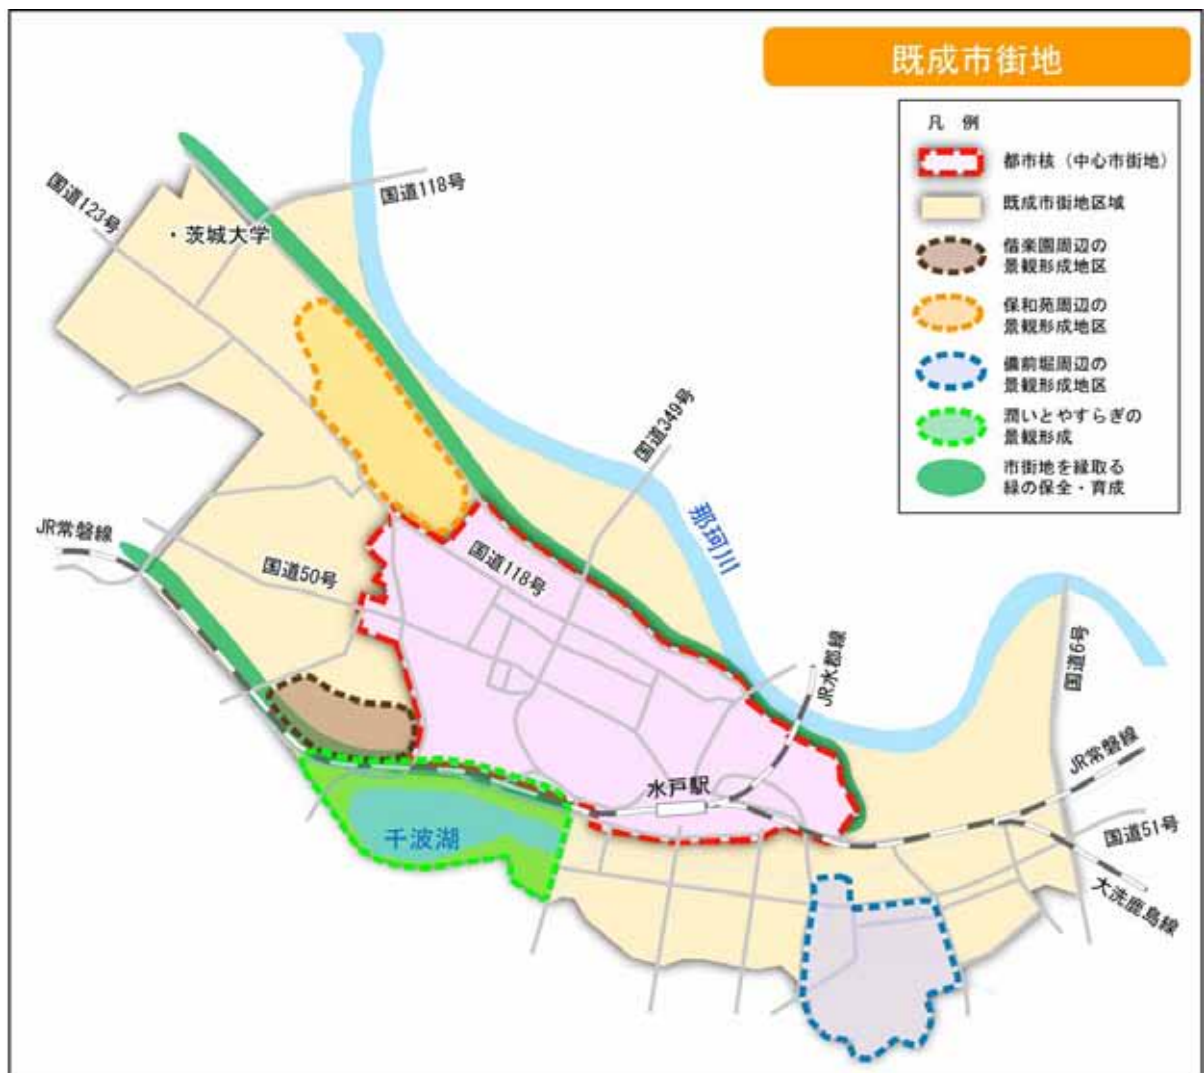 既成市街地
凡 例
都市核（中心市街地）
既成市街地区域
偕楽園周辺の
景観形成地区
保和苑周辺の
景観形成地区
備前堀周辺の
景観形成地区
潤いとやすらぎの
景観形成
市街地を縁取る
緑の保全・育成
国道123号
国道118号
・茨城大学
国道349号
那珂川
JR常磐線
国道50号
国道118号
JR水郡線
国道6号
水戸駅
JR常磐線
千波湖
国道51号
大洗鹿島線